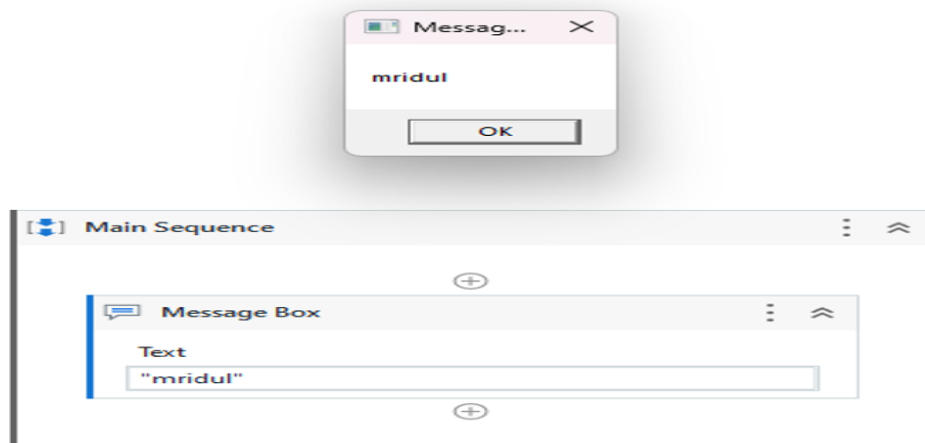 Messag...
mridul
OK
Main Sequence
Message Box
Text
"mridul"